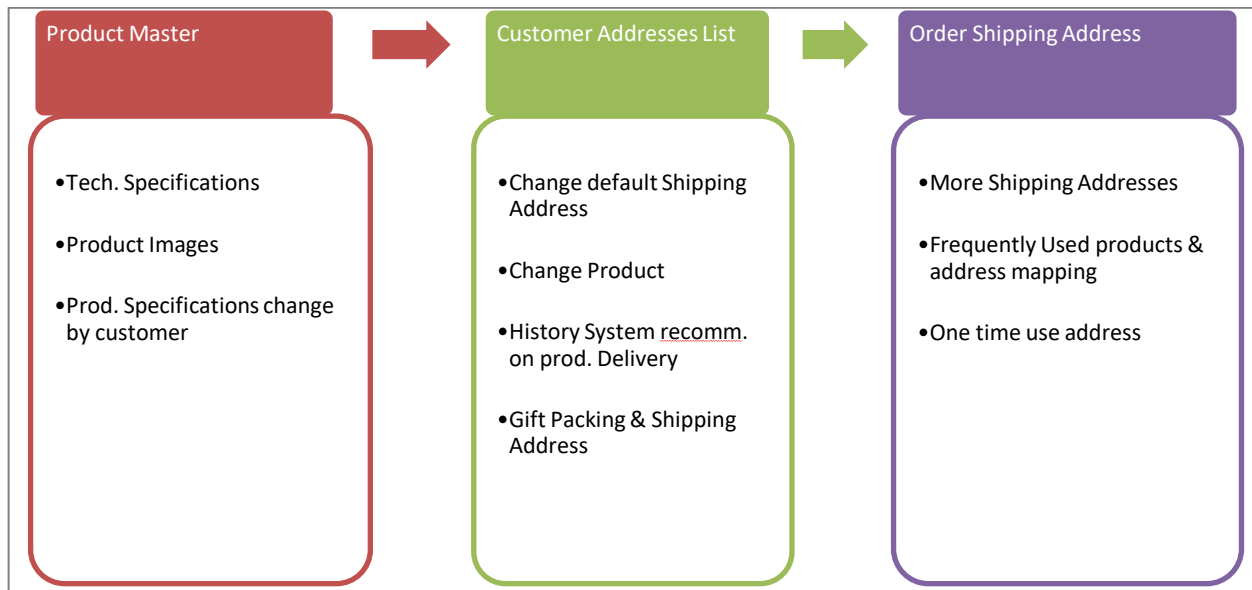 Product Master
•Tech. Specifications
•Product Images
•Prod. Specifications change
by customer
Customer Addresses List
•Change default Shipping
Address
•Change Product
•History System recomm.
on prod. Delivery
•Gift Packing & Shipping
Address
Order Shipping Address
•More Shipping Addresses
•Frequently Used products &
address mapping
•One time use address